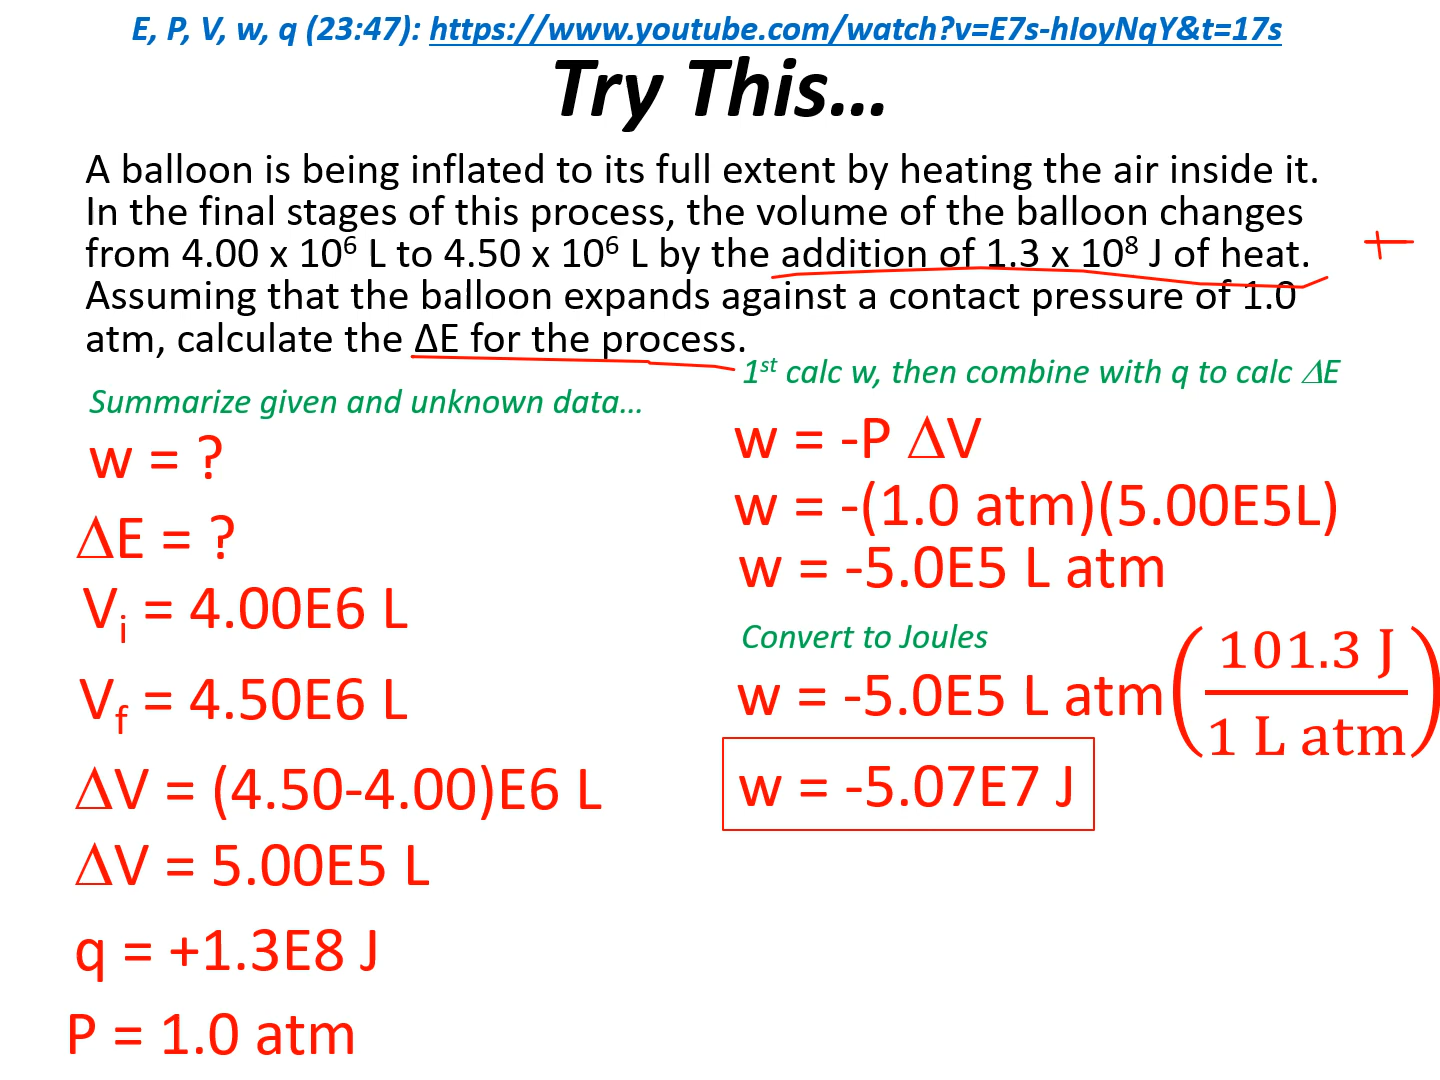 E, P, V, w, q (23:47): https://www.youtube.com/watch?v=E7s-hIoyNqY&t=17s
Try This...
A balloon is being inflated to its full extent by heating the air inside it.
In the final stages of this process, the volume of the balloon changes
from 4.00 x 10⁶ L to 4.50 x 10⁶ L by the addition of 1.3 x 10⁸ J of heat.
+
Assuming that the balloon expands against a contact pressure of 1.0
atm, calculate the ΔE for the process.
1st calc w, then combine with q to calc ΔE
Summarize given and unknown data...
w = ?
ΔE = ?
Vi = 4.00E6 L
Vf = 4.50E6 L
ΔV = (4.50-4.00)E6 L
ΔV = 5.00E5 L
q = +1.3E8 J
P = 1.0 atm
w = -P ΔV
w = -(1.0 atm)(5.00E5L)
w = -5.0E5 L atm
Convert to Joules
w = -5.0E5 L atm(101.3 J / 1 L atm)
w = -5.07E7 J